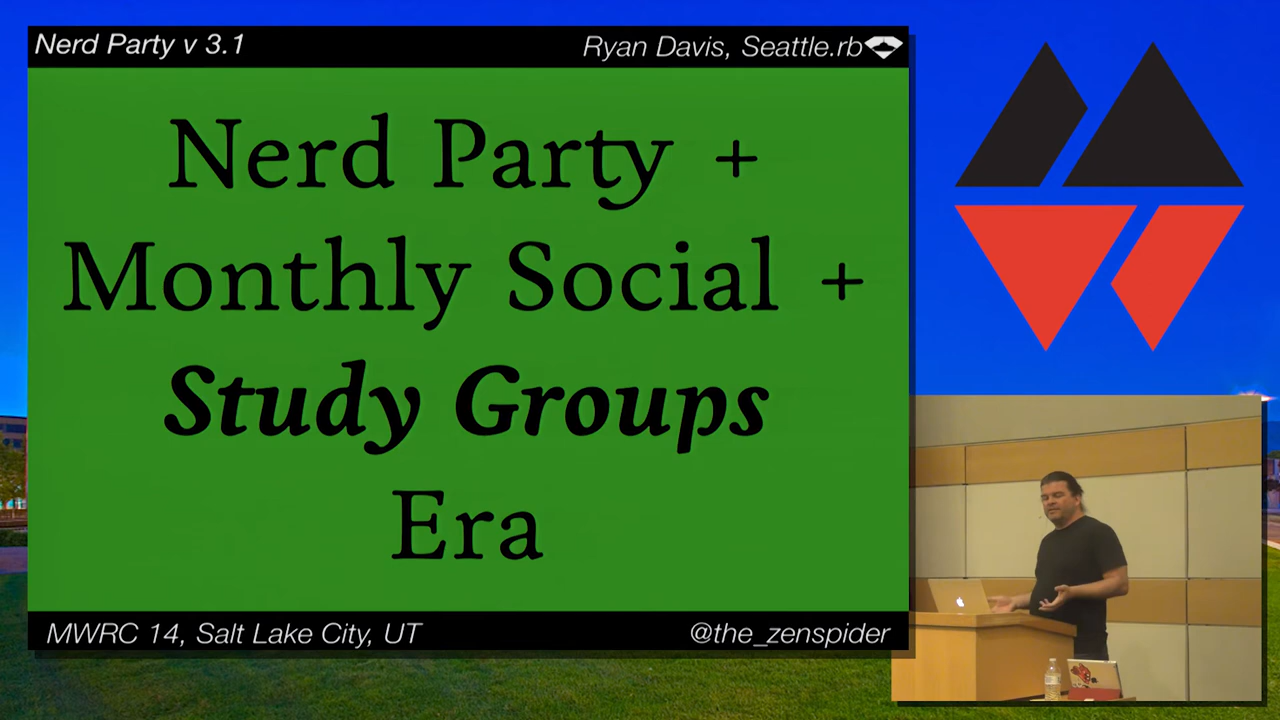 Nerd Party v 3.1
Ryan Davis, Seattle.rb
Nerd Party +
Monthly Social +
Study Groups
Era
MWRC 14, Salt Lake City, UT
@the_zenspider